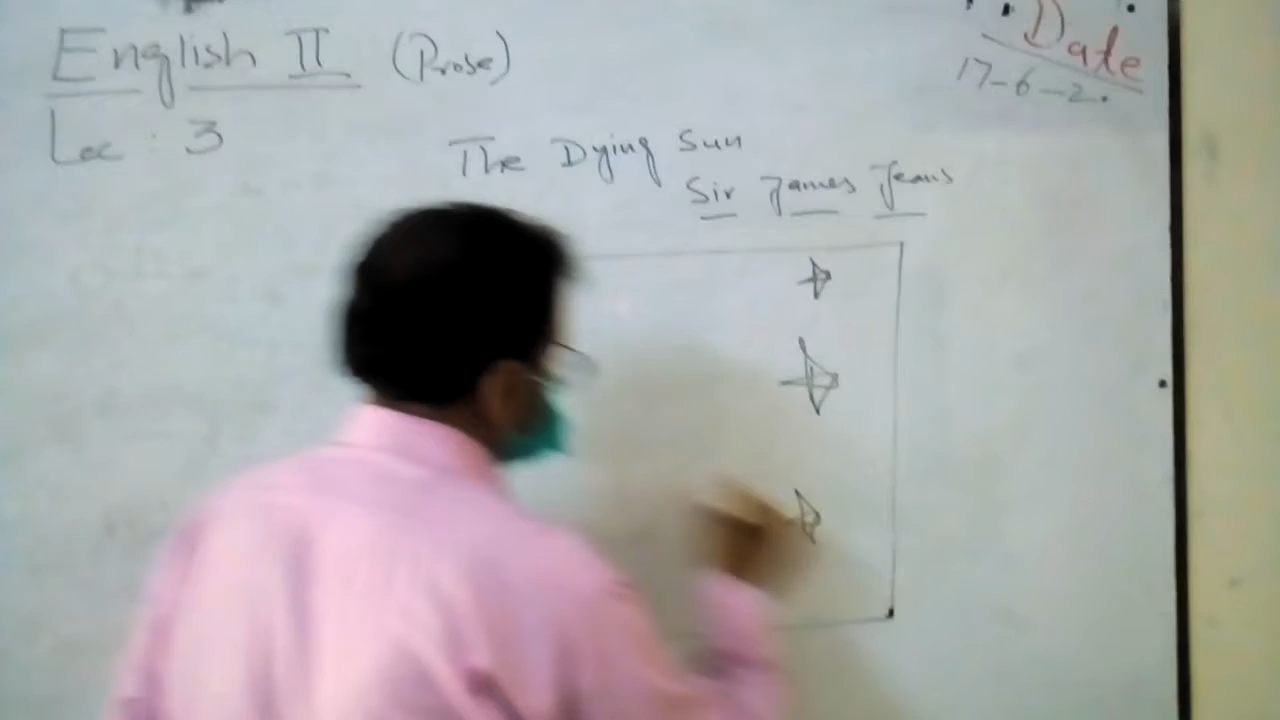 English II (Prose)
Date
17-6-2.
Lec : 3
The Dying Sun
Sir James Jeans